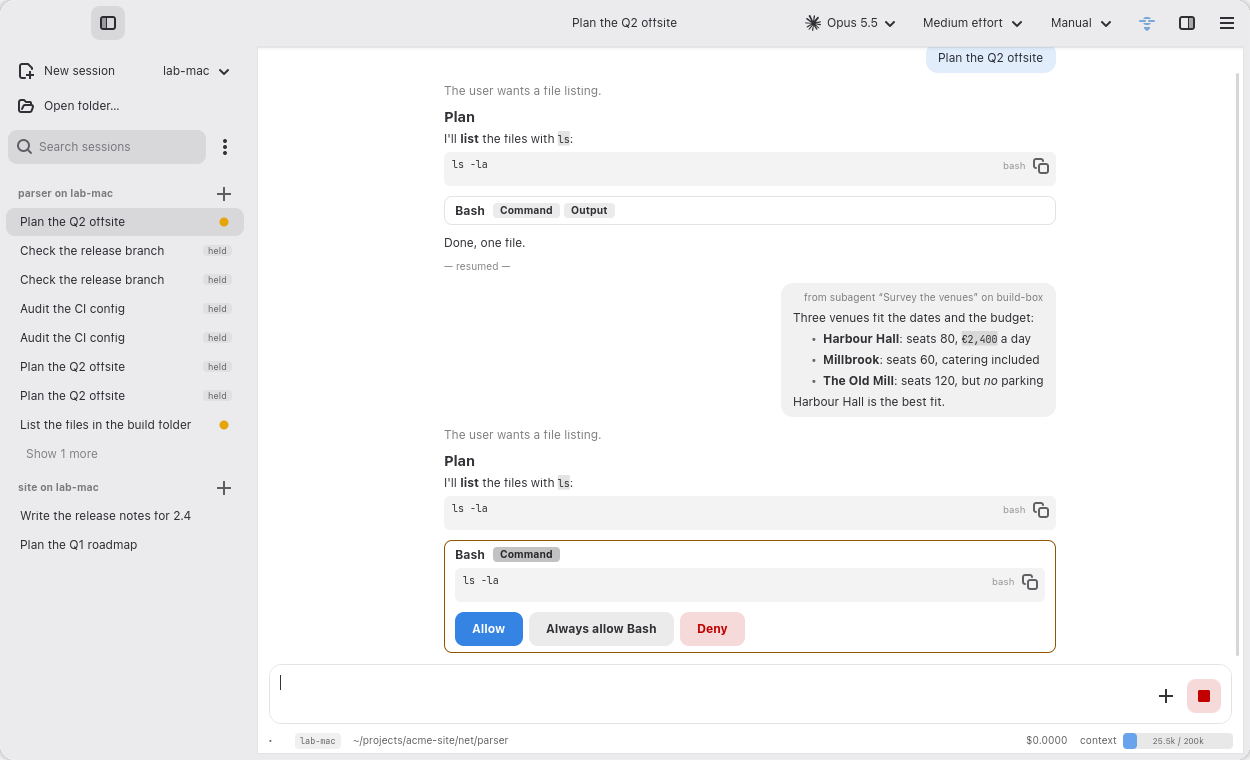 Plan the Q2 offsite
Opus 5.5
Medium effort
Manual
New session
lab-mac
Open folder...
Search sessions
parser on lab-mac
Plan the Q2 offsite
Check the release branch
held
Check the release branch
held
Audit the CI config
held
Audit the CI config
held
Plan the Q2 offsite
held
Plan the Q2 offsite
held
List the files in the build folder
Show 1 more
site on lab-mac
Write the release notes for 2.4
Plan the Q1 roadmap
Plan the Q2 offsite
The user wants a file listing.
Plan
I'll list the files with ls:
ls -la
bash
Bash Command Output
Done, one file.
— resumed —
from subagent “Survey the venues” on build-box
Three venues fit the dates and the budget:
• Harbour Hall: seats 80, €2,400 a day
• Millbrook: seats 60, catering included
• The Old Mill: seats 120, but no parking
Harbour Hall is the best fit.
The user wants a file listing.
Plan
I'll list the files with ls:
ls -la
bash
Bash Command
ls -la
bash
Allow
Always allow Bash
Deny
lab-mac
~/projects/acme-site/net/parser
$0.0000
context
25.5k / 200k